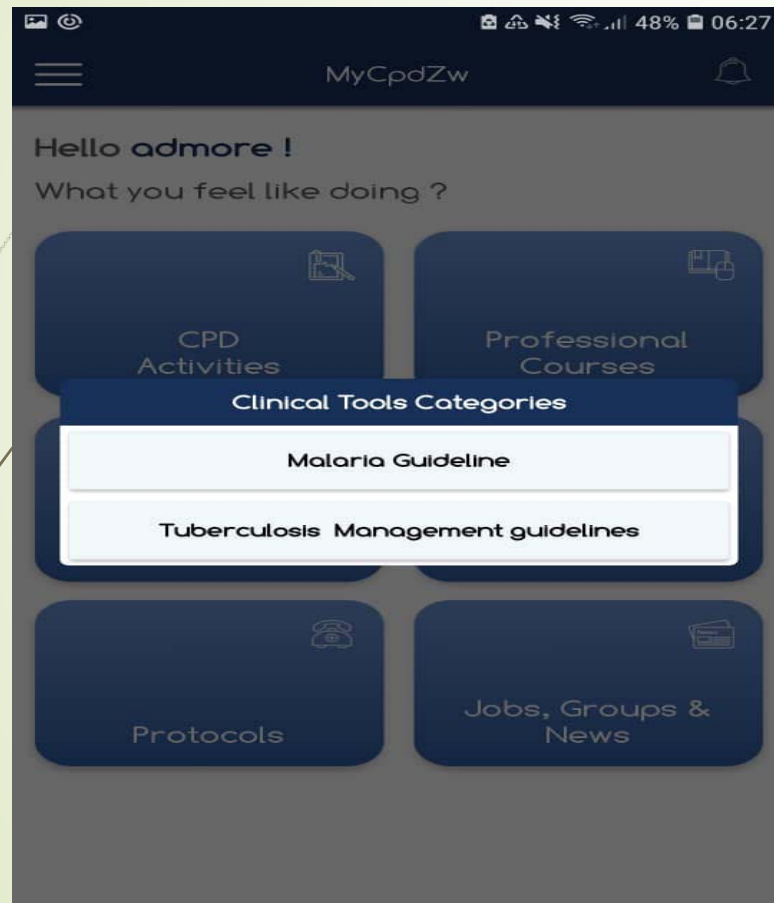 48% 06:27
MyCpdZw
Hello admore !
What you feel like doing ?
CPD
Activities
Professional
Courses
Clinical Tools Categories
Malaria Guideline
Tuberculosis Management guidelines
Protocols
Jobs, Groups &
News